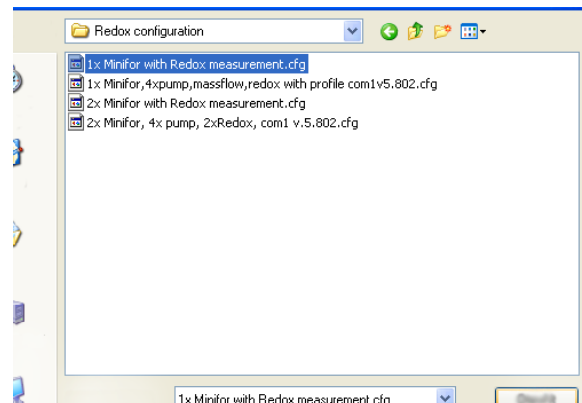 Redox configuration
1x Minifor with Redox measurement.cfg
1x Minifor,4xpump,massflow,redox with profile com1v5.802.cfg
2x Minifor with Redox measurement.cfg
2x Minifor, 4x pump, 2xRedox, com1 v.5.802.cfg
1x Minifor with Redox measurement.cfg